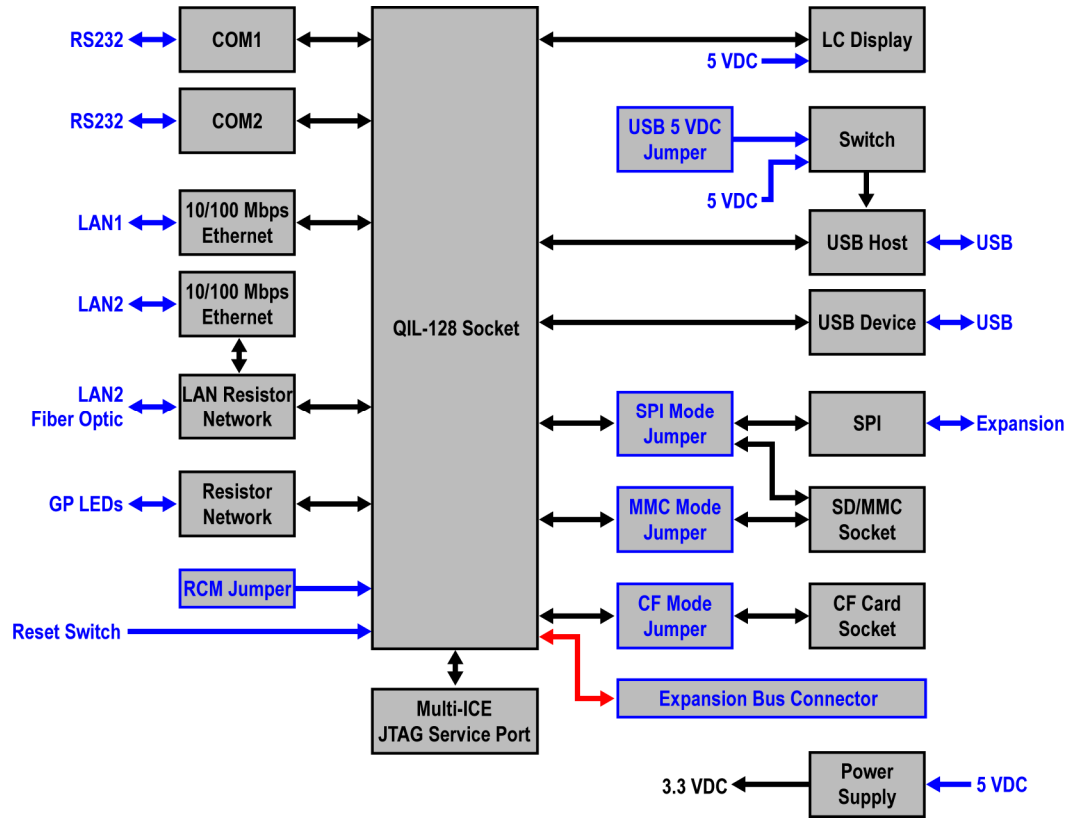 RS232
COM1
LC Display
5 VDC
RS232
COM2
USB 5 VDC
Jumper
Switch
5 VDC
LAN1
10/100 Mbps
Ethernet
USB Host
USB
LAN2
10/100 Mbps
Ethernet
QIL-128 Socket
USB Device
USB
LAN2
Fiber Optic
LAN Resistor
Network
SPI Mode
Jumper
SPI
Expansion
GP LEDs
Resistor
Network
MMC Mode
Jumper
SD/MMC
Socket
RCM Jumper
CF Mode
Jumper
CF Card
Socket
Reset Switch
Multi-ICE
JTAG Service Port
Expansion Bus Connector
3.3 VDC
Power
Supply
5 VDC